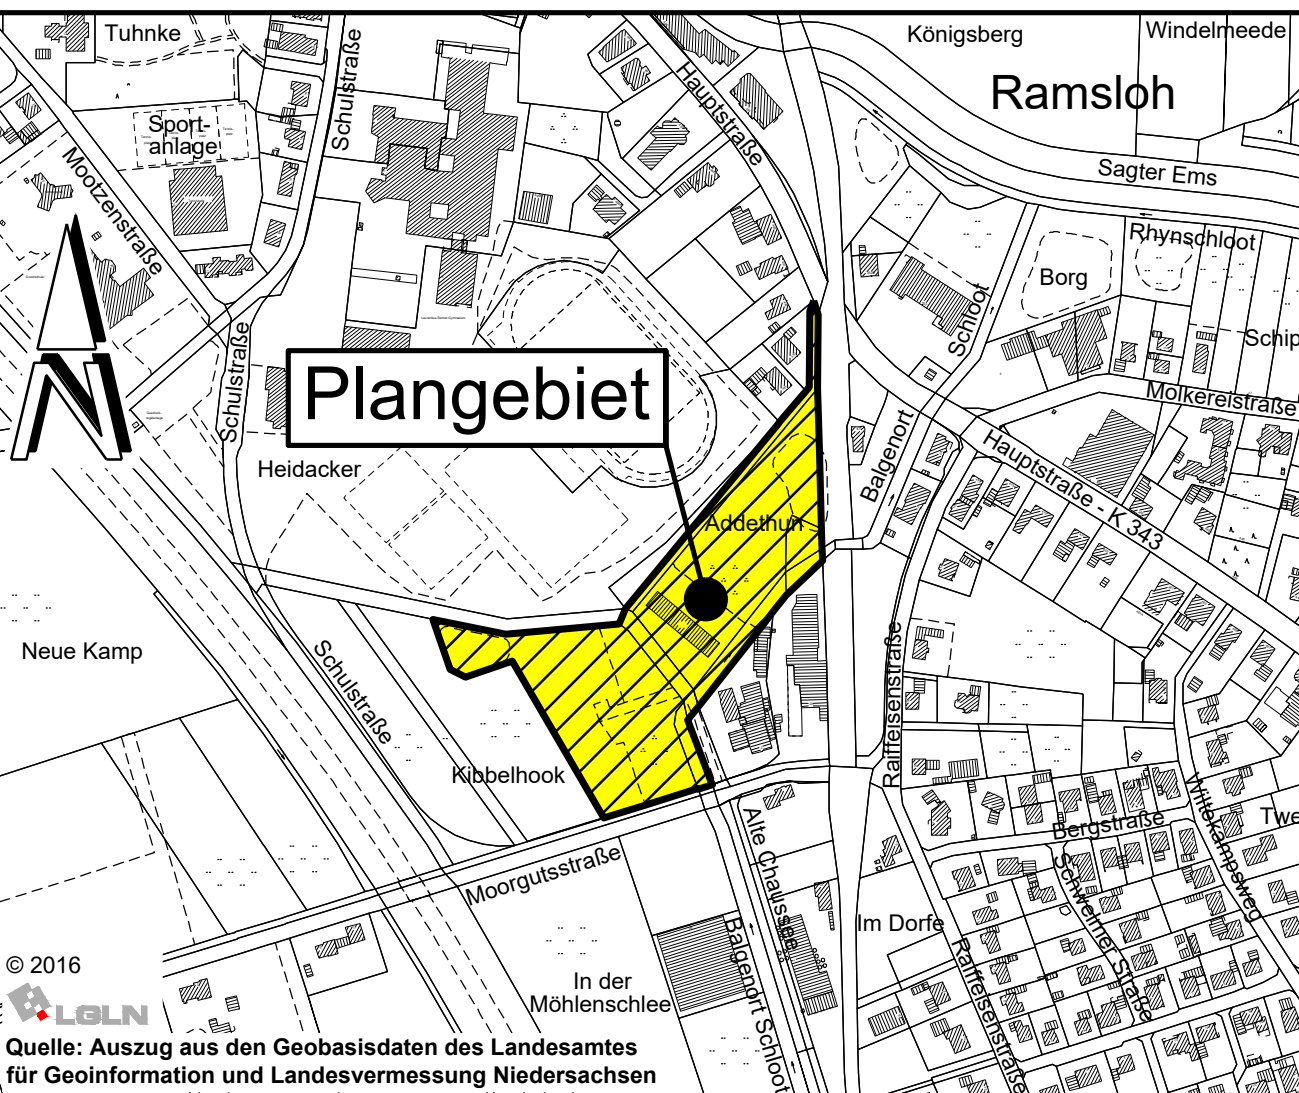 Tuhnke
Schulstraße
Königsberg
Windelmeede
Ramsloh
Hauptstraße
Sport-
anlage
Mootzenstraße
Sagter Ems
Rhynschloot
Borg
Schloot
Schip
Schulstraße
Plangebiet
Molkereistraße
Balgenort
Heidacker
Hauptstraße - K 343
Addethun
Neue Kamp
Schulstraße
Raiffeisenstraße
Kibbelhook
Wittekampsweg
Alte Chaussee
Bergstraße
Twe
Moorgutsstraße
Schwelmer Straße
Im Dorfe
Balgenort Schloot
Raiffeisenstraße
In der
Möhlenschlee
© 2016
LGLN
Quelle: Auszug aus den Geobasisdaten des Landesamtes
für Geoinformation und Landesvermessung Niedersachsen
N